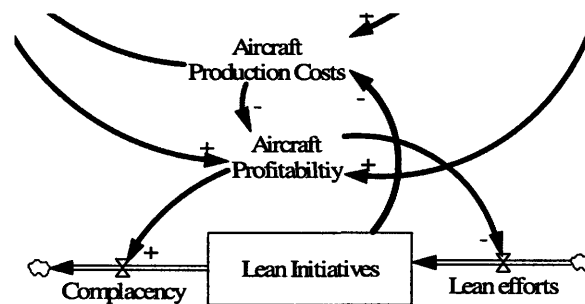 +
Aircraft
Production Costs
-
-
+
Aircraft
Profitabiltiy
+
+
-
Lean Initiatives
Complacency
Lean efforts